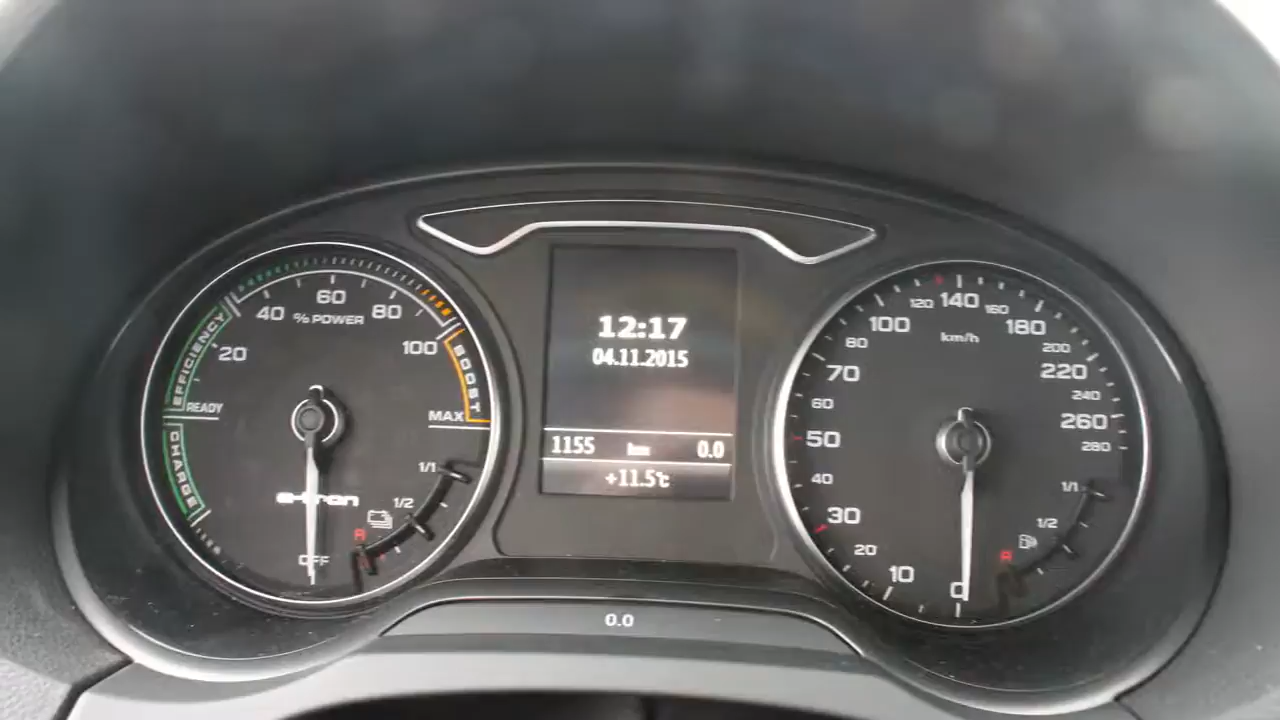 60
40
80
% POWER
20
100
EFFICIENCY
BOOST
READY
MAX
CHARGE
1/1
e-tron
1/2
R
OFF
12:17
04.11.2015
1155 km 0.0
+11.5°C
0.0
140
120
160
100
180
km/h
80
200
70
220
60
240
50
260
280
40
1/1
30
1/2
20
R
10
0